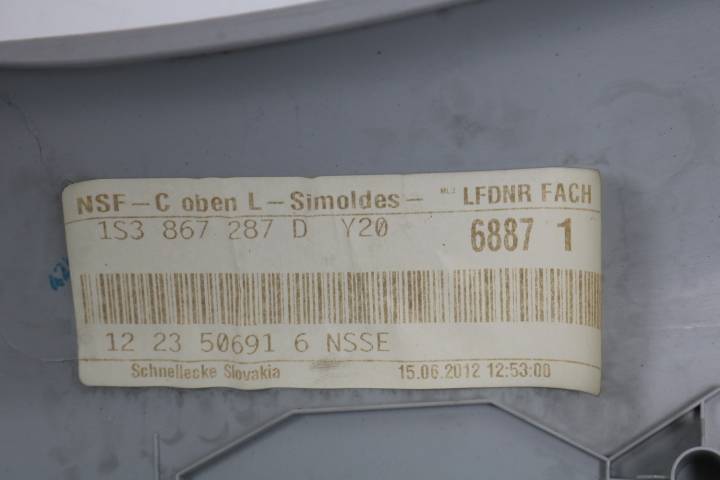 NSF-C oben L-Simoldes- LFDNR FACH
1S3 867 287 D Y20 6887 1
12 23 50691 6 NSSE
Schnellecke Slovakia 15.06.2012 12:53:00